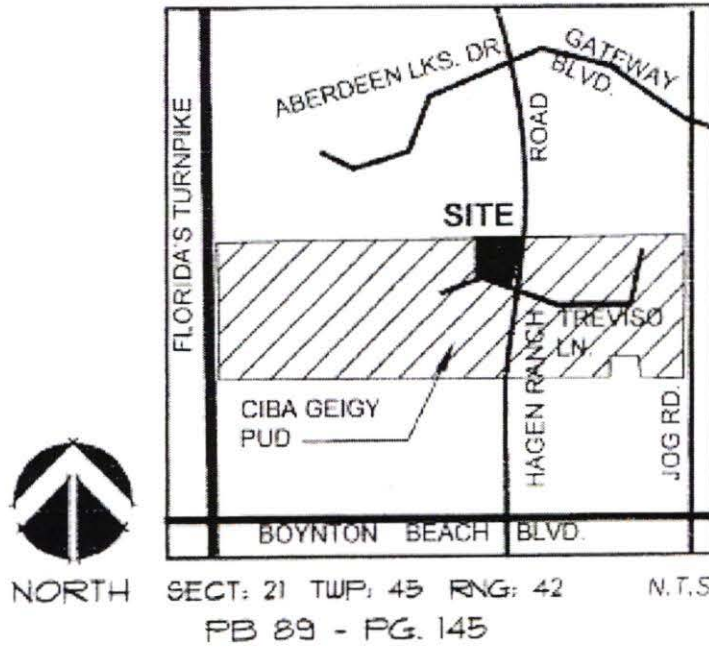 ABERDEEN LKS. DR.
GATEWAY
BLVD.
FLORIDA'S TURNPIKE
ROAD
SITE
TREVISO
LN.
HAGEN RANCH
JOG RD.
CIBA GEIGY
PUD
BOYNTON BEACH BLVD.
NORTH
SECT: 21 TWP: 45 RNG: 42
N.T.S
PB 89 - PG. 145